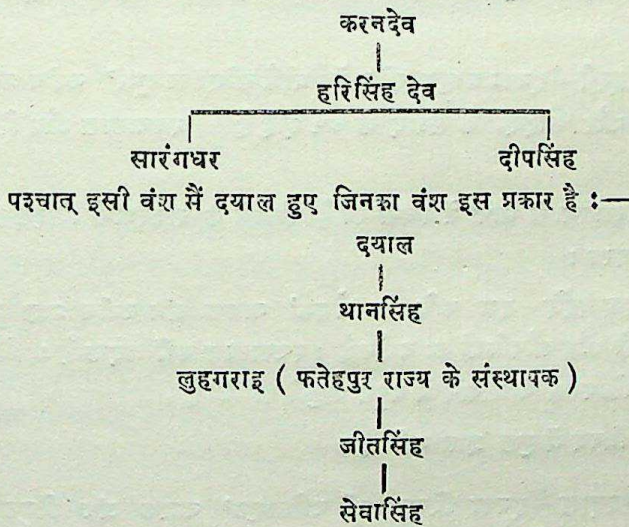 करनदेव
हरिसिंह देव
सारंगधर दीपसिंह
पश्चात् इसी वंश सैं दयाल हुए जिनका वंश इस प्रकार है :—
दयाल
थानसिंह
लुहगराइ ( फतेहपुर राज्य के संस्थापक )
जीतसिंह
सेवासिंह